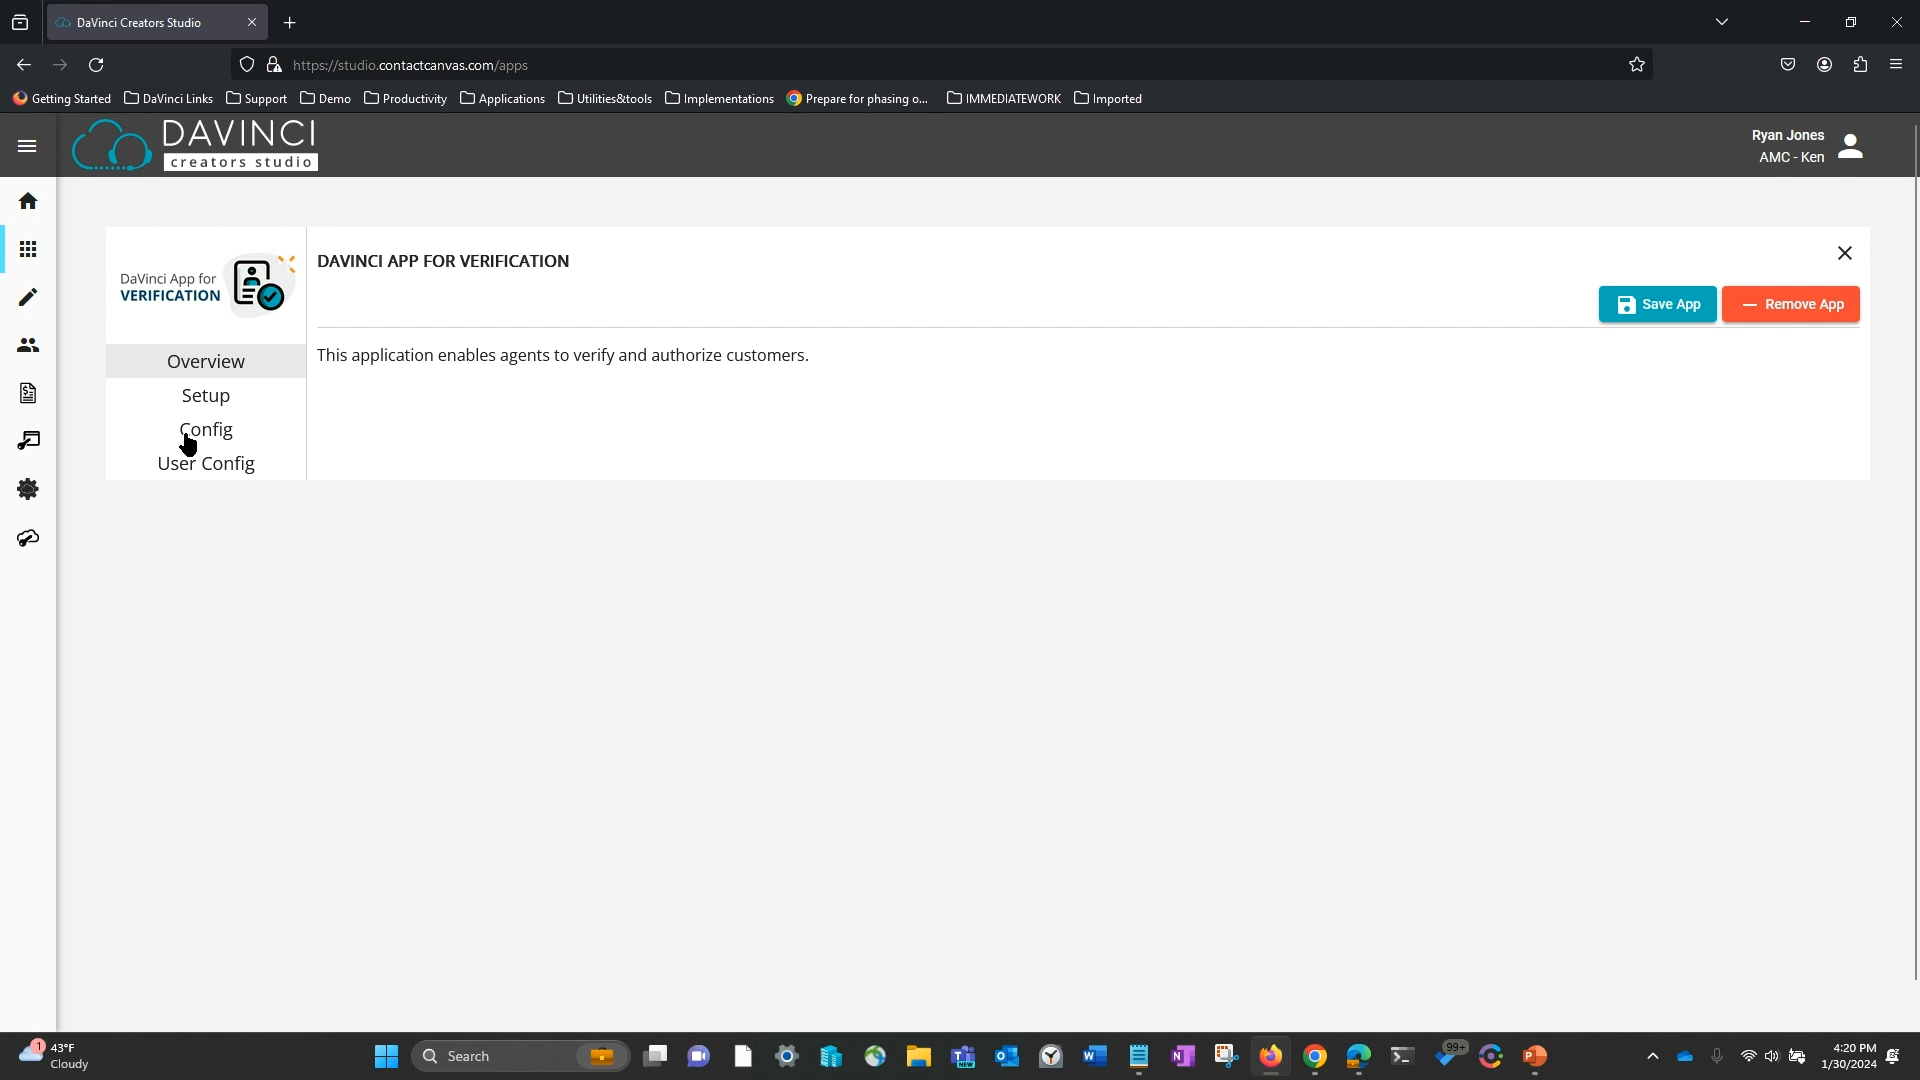 DaVinci Creators Studio
https://studio.contactcanvas.com/apps
Getting Started DaVinci Links Support Demo Productivity Applications Utilities&tools Implementations Prepare for phasing o... IMMEDIATEWORK Imported
DAVINCI
creators studio
Ryan Jones
AMC - Ken
DaVinci App for
VERIFICATION
DAVINCI APP FOR VERIFICATION
Save App Remove App
Overview
This application enables agents to verify and authorize customers.
Setup
Config
User Config
1
43°F
Cloudy
Search
NEW
99+
4:20 PM
1/30/2024